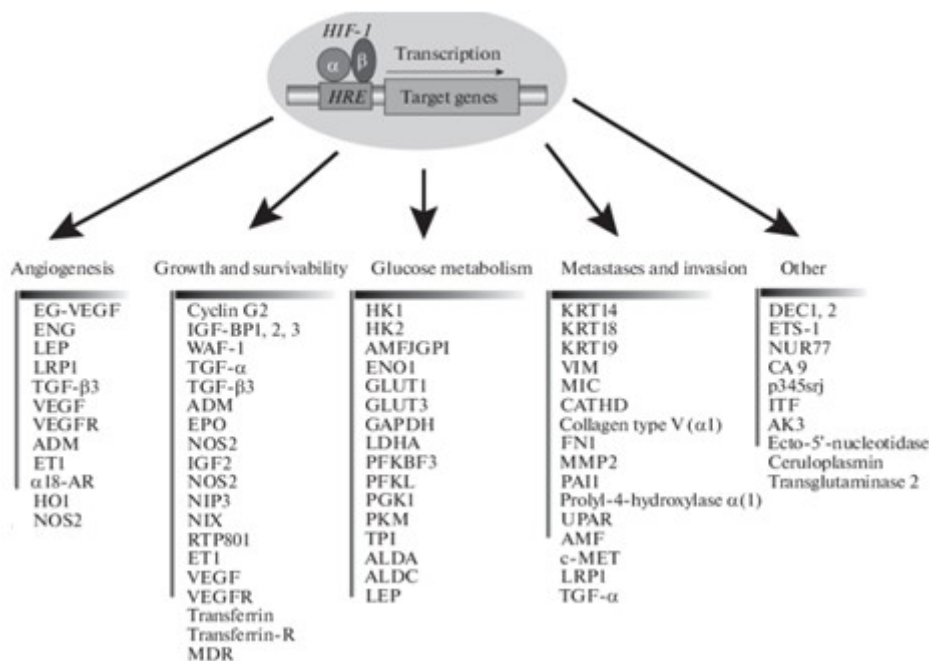 HIF-1
α β
Transcription
HRE
Target genes
Angiogenesis
EG-VEGF
ENG
LEP
LRP1
TGF-β3
VEGF
VEGFR
ADM
ET1
α18-AR
HO1
NOS2
Growth and survivability
Cyclin G2
IGF-BP1, 2, 3
WAF-1
TGF-α
TGF-β3
ADM
EPO
NOS2
IGF2
NOS2
NIP3
NIX
RTP801
ET1
VEGF
VEGFR
Transferrin
Transferrin-R
MDR
Glucose metabolism
HK1
HK2
AMFJGPI
ENO1
GLUT1
GLUT3
GAPDH
LDHA
PFKBF3
PFKL
PGK1
PKM
TPI
ALDA
ALDC
LEP
Metastases and invasion
KRT14
KRT18
KRT19
VIM
MIC
CATHD
Collagen type V (α1)
FN1
MMP2
PAI1
Prolyl-4-hydroxylase α(1)
UPAR
AMF
c-MET
LRP1
TGF-α
Other
DEC1, 2
ETS-1
NUR77
CA 9
p345srj
ITF
AK3
Ecto-5'-nucleotidase
Ceruloplasmin
Transglutaminase 2